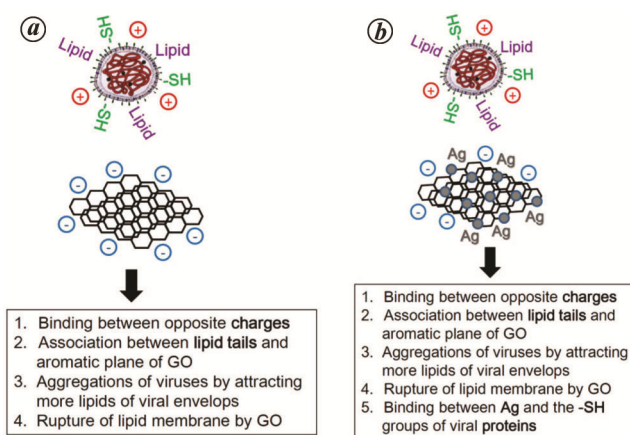 a
-SH
+
Lipid
Lipid
-SH
+
+
-SH
Lipid
-
-
-
-
-
-
-
-
1. Binding between opposite charges
2. Association between lipid tails and
aromatic plane of GO
3. Aggregations of viruses by attracting
more lipids of viral envelops
4. Rupture of lipid membrane by GO
b
-SH
+
Lipid
Lipid
-SH
+
+
-SH
Lipid
Ag
-
Ag
-
-
Ag
-
Ag
Ag
1. Binding between opposite charges
2. Association between lipid tails and
aromatic plane of GO
3. Aggregations of viruses by attracting
more lipids of viral envelops
4. Rupture of lipid membrane by GO
5. Binding between Ag and the -SH
groups of viral proteins